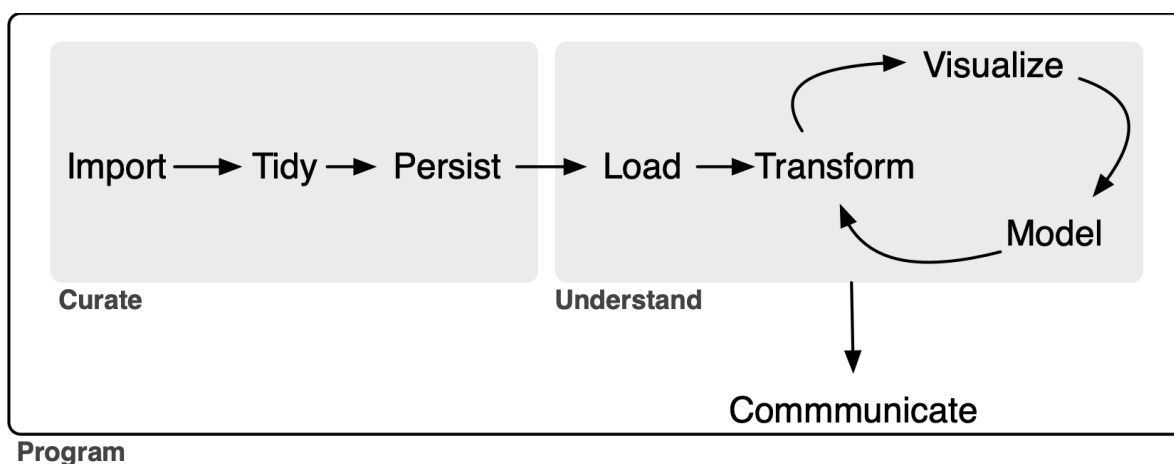 Visualize
Import Tidy Persist Load Transform
Model
Curate Understand
Commmunicate
Program